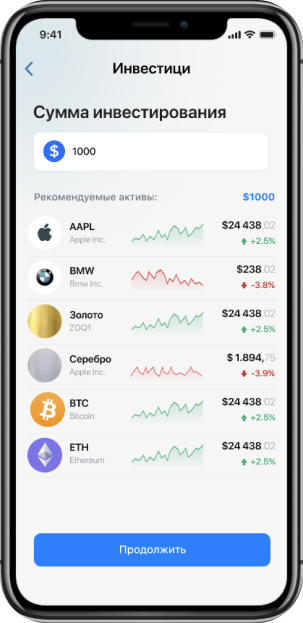 9:41
Инвестици
Сумма инвестирования
$ 1000
Рекомендуемые активы: $1000
AAPL $24 438.02
Apple Inc. +2.5%
BMW $238.02
Bmw Inc. -3.8%
Золото $24 438.02
ZGQ1 +2.5%
Серебро $ 1.894,75
Apple Inc. -3.9%
BTC $24 438.02
Bitcoin +2.5%
ETH $24 438.02
Ethereum +2.5%
Продолжить